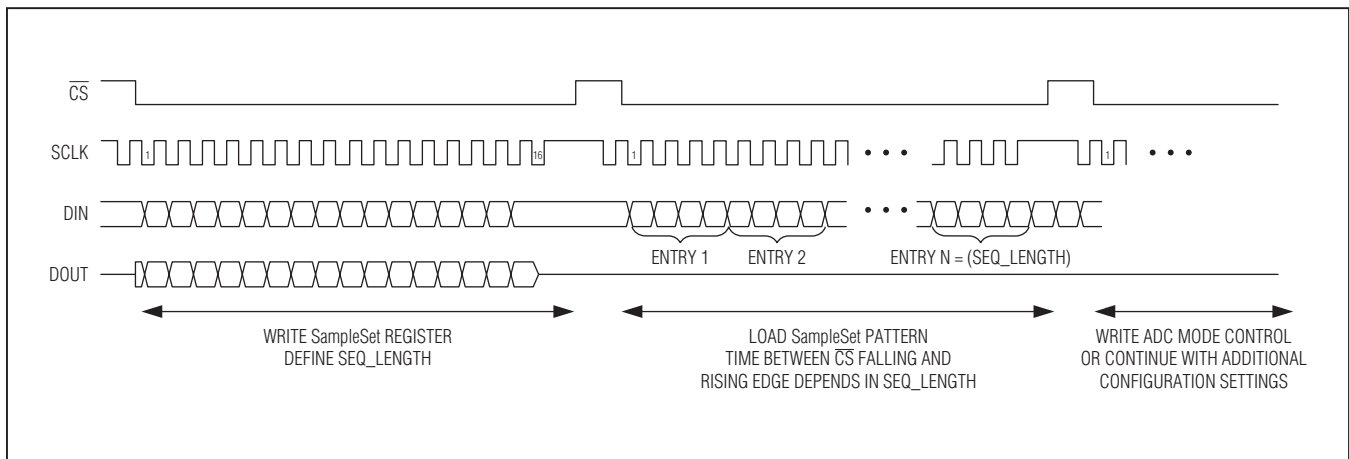 CS
SCLK
1
16
1
1
DIN
ENTRY 1
ENTRY 2
ENTRY N = (SEQ_LENGTH)
DOUT
WRITE SampleSet REGISTER
DEFINE SEQ_LENGTH
LOAD SampleSet PATTERN
TIME BETWEEN CS FALLING AND
RISING EDGE DEPENDS IN SEQ_LENGTH
WRITE ADC MODE CONTROL
OR CONTINUE WITH ADDITIONAL
CONFIGURATION SETTINGS